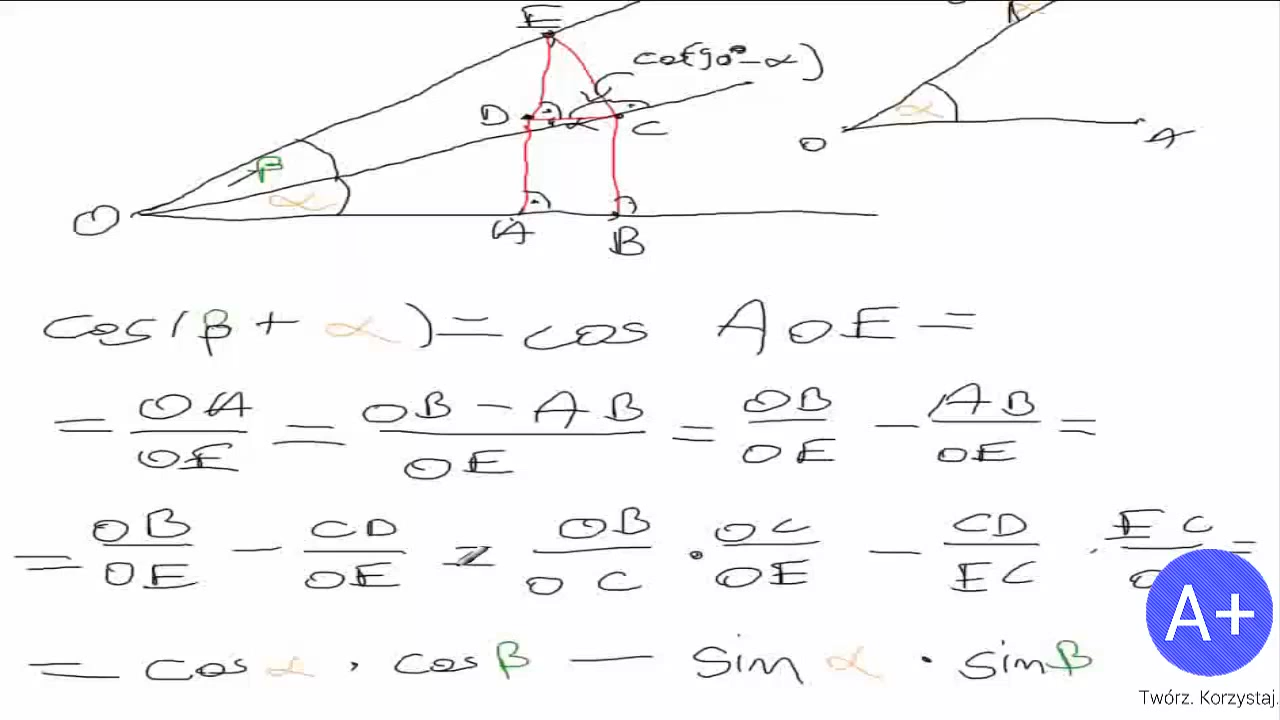 E
cos(90° - α)
D α C α
O β A
α
O A B
cos(β + α) = cos AOE =
= OA/OE = (OB - AB)/OE = OB/OE - AB/OE =
= OB/OE - CD/OE = OB/OC · OC/OE - CD/EC · EC/O =
= cos α · cos β - sin α · sin β
A+
Twórz. Korzystaj.